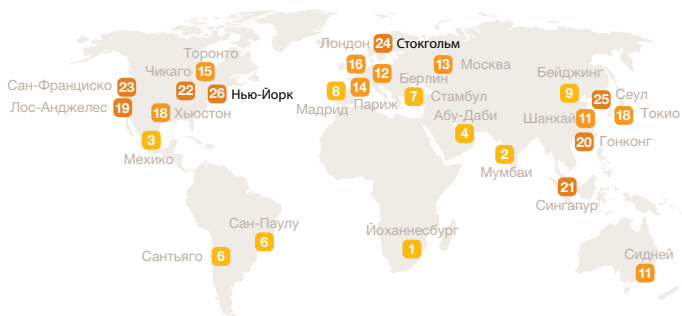 Лондон
24 Стокгольм
Торонто
15
Чикаго
16
12
13 Москва
Берлин
Бейджинг
9
Сан-Франциско 23
22
26 Нью-Йорк
8
14
7 Стамбул
25 Сеул
Лос-Анджелес 19
18 Хьюстон
Мадрид
Париж
Абу-Даби
4
Шанхай 11
18 Токио
3
Мехико
2
Мумбаи
20 Гонконг
21
Сингапур
Сан-Паулу
6
Йоханнесбург
1
Сантьяго 6
Сидней
11